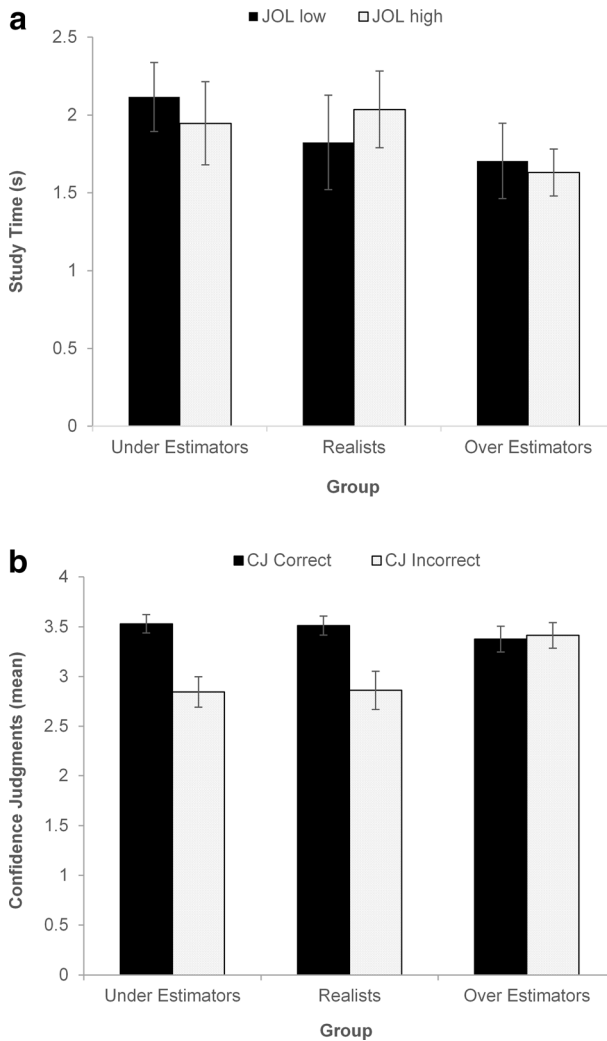 a
JOL low JOL high
2.5
2
1.5
1
0.5
0
Study Time (s)
Under Estimators Realists Over Estimators
Group
b
CJ Correct CJ Incorrect
4
3.5
3
2.5
2
1.5
1
0.5
0
Confidence Judgments (mean)
Under Estimators Realists Over Estimators
Group